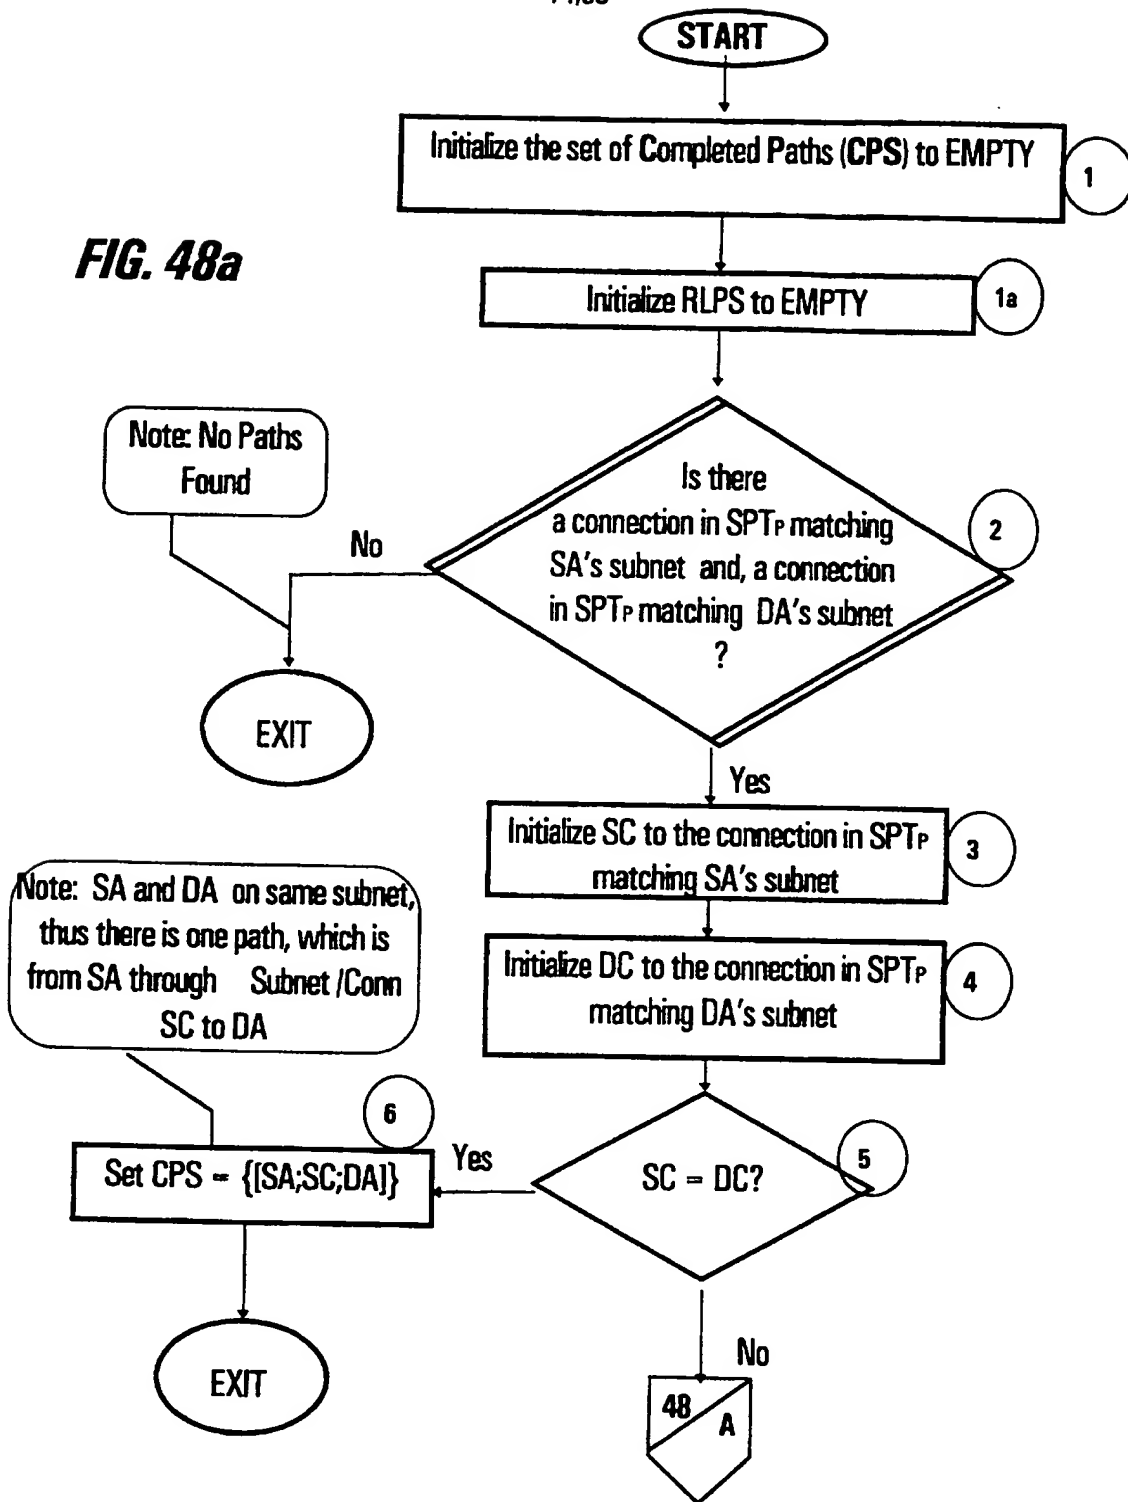 START
Initialize the set of Completed Paths (CPS) to EMPTY
1
FIG. 48a
Initialize RLPS to EMPTY
1a
Note: No Paths
Found
Is there
a connection in SPTP matching
SA's subnet and, a connection
in SPTP matching DA's subnet
?
2
No
EXIT
Yes
Initialize SC to the connection in SPTP
matching SA's subnet
3
Note: SA and DA on same subnet,
thus there is one path, which is
from SA through Subnet /Conn
SC to DA
Initialize DC to the connection in SPTP
matching DA's subnet
4
6
Set CPS = {[SA;SC;DA]}
Yes
SC = DC?
5
EXIT
No
48
A